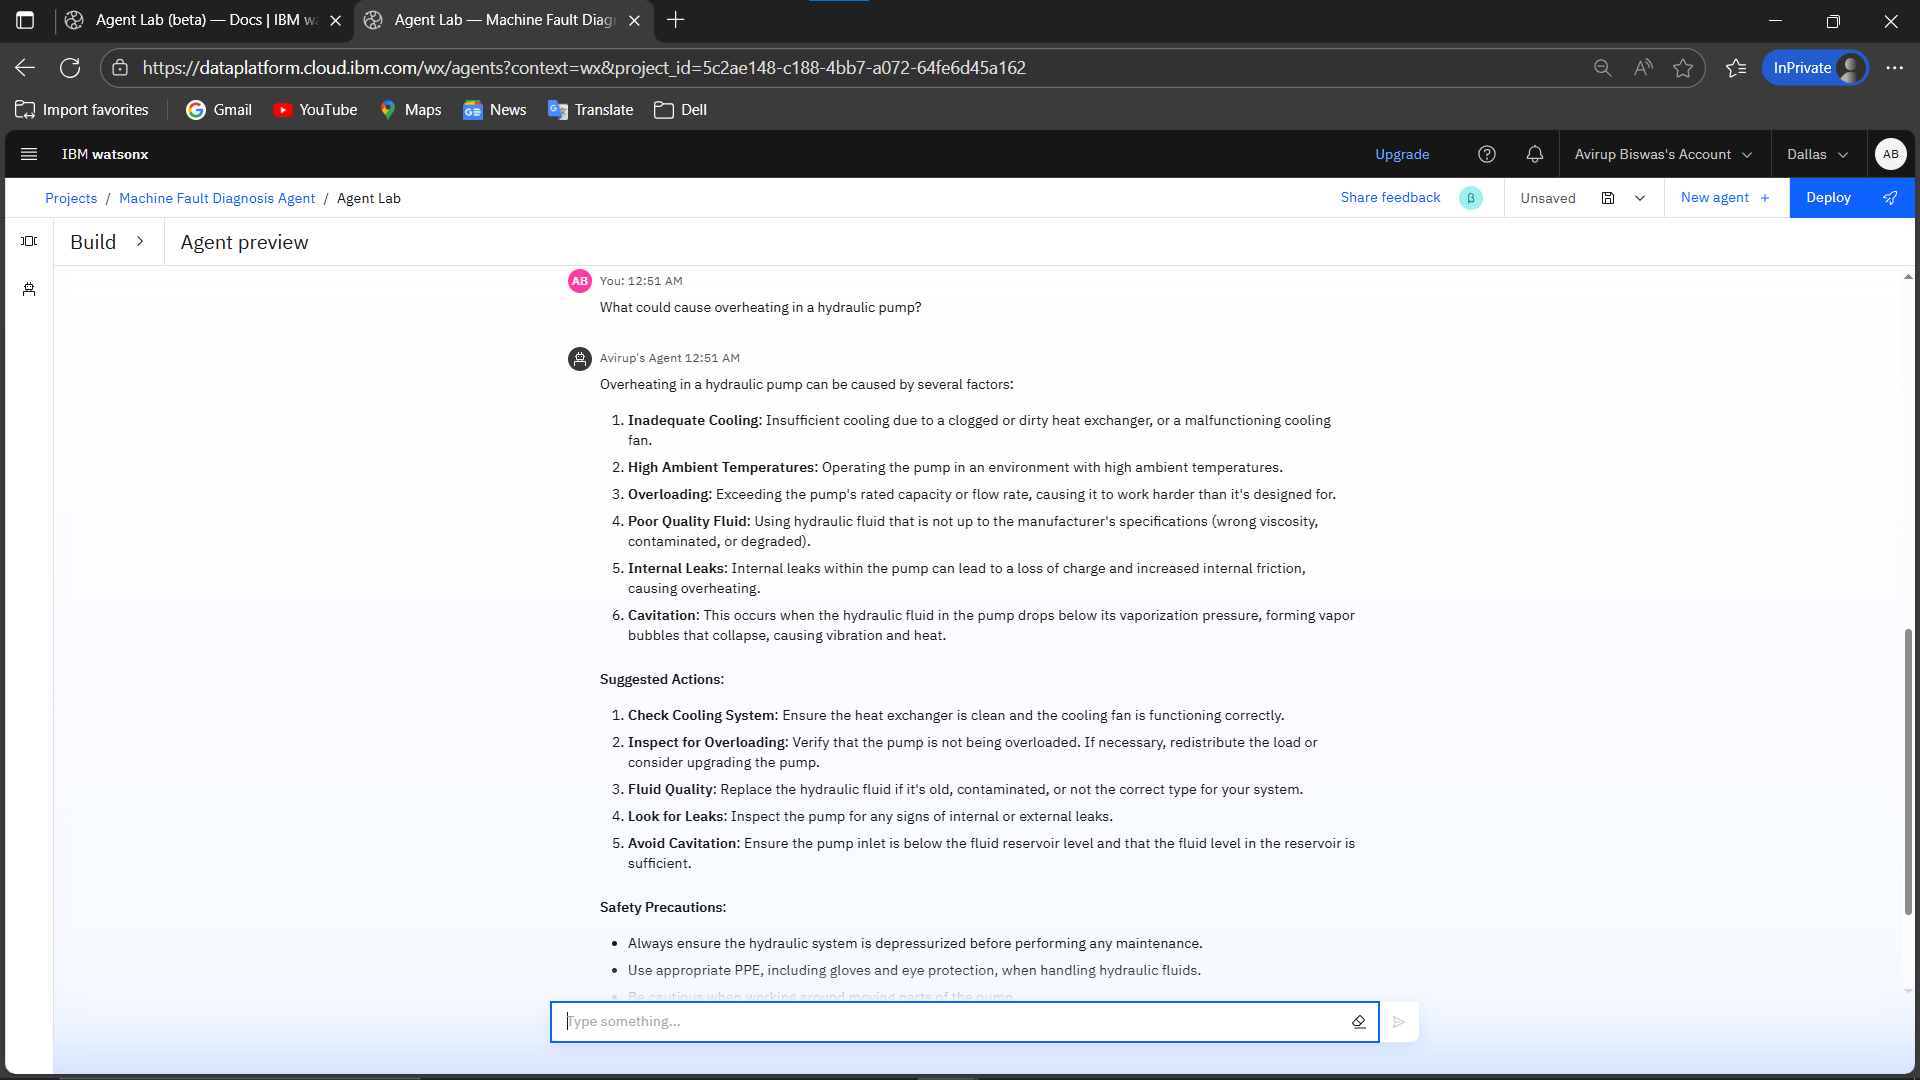 Agent Lab (beta) — Docs | IBM wa
Agent Lab — Machine Fault Diagn
https://dataplatform.cloud.ibm.com/wx/agents?context=wx&project_id=5c2ae148-c188-4bb7-a072-64fe6d45a162
InPrivate
Import favorites
Gmail
YouTube
Maps
News
Translate
Dell
IBM watsonx
Upgrade
Avirup Biswas's Account
Dallas
AB
Projects / Machine Fault Diagnosis Agent / Agent Lab
Share feedback
β
Unsaved
New agent +
Deploy
Build
Agent preview
AB
You: 12:51 AM
What could cause overheating in a hydraulic pump?
Avirup's Agent 12:51 AM
Overheating in a hydraulic pump can be caused by several factors:
1. Inadequate Cooling: Insufficient cooling due to a clogged or dirty heat exchanger, or a malfunctioning cooling
fan.
2. High Ambient Temperatures: Operating the pump in an environment with high ambient temperatures.
3. Overloading: Exceeding the pump's rated capacity or flow rate, causing it to work harder than it's designed for.
4. Poor Quality Fluid: Using hydraulic fluid that is not up to the manufacturer's specifications (wrong viscosity,
contaminated, or degraded).
5. Internal Leaks: Internal leaks within the pump can lead to a loss of charge and increased internal friction,
causing overheating.
6. Cavitation: This occurs when the hydraulic fluid in the pump drops below its vaporization pressure, forming vapor
bubbles that collapse, causing vibration and heat.
Suggested Actions:
1. Check Cooling System: Ensure the heat exchanger is clean and the cooling fan is functioning correctly.
2. Inspect for Overloading: Verify that the pump is not being overloaded. If necessary, redistribute the load or
consider upgrading the pump.
3. Fluid Quality: Replace the hydraulic fluid if it's old, contaminated, or not the correct type for your system.
4. Look for Leaks: Inspect the pump for any signs of internal or external leaks.
5. Avoid Cavitation: Ensure the pump inlet is below the fluid reservoir level and that the fluid level in the reservoir is
sufficient.
Safety Precautions:
• Always ensure the hydraulic system is depressurized before performing any maintenance.
• Use appropriate PPE, including gloves and eye protection, when handling hydraulic fluids.
• Be cautious when working around moving parts of the pump.
Type something...